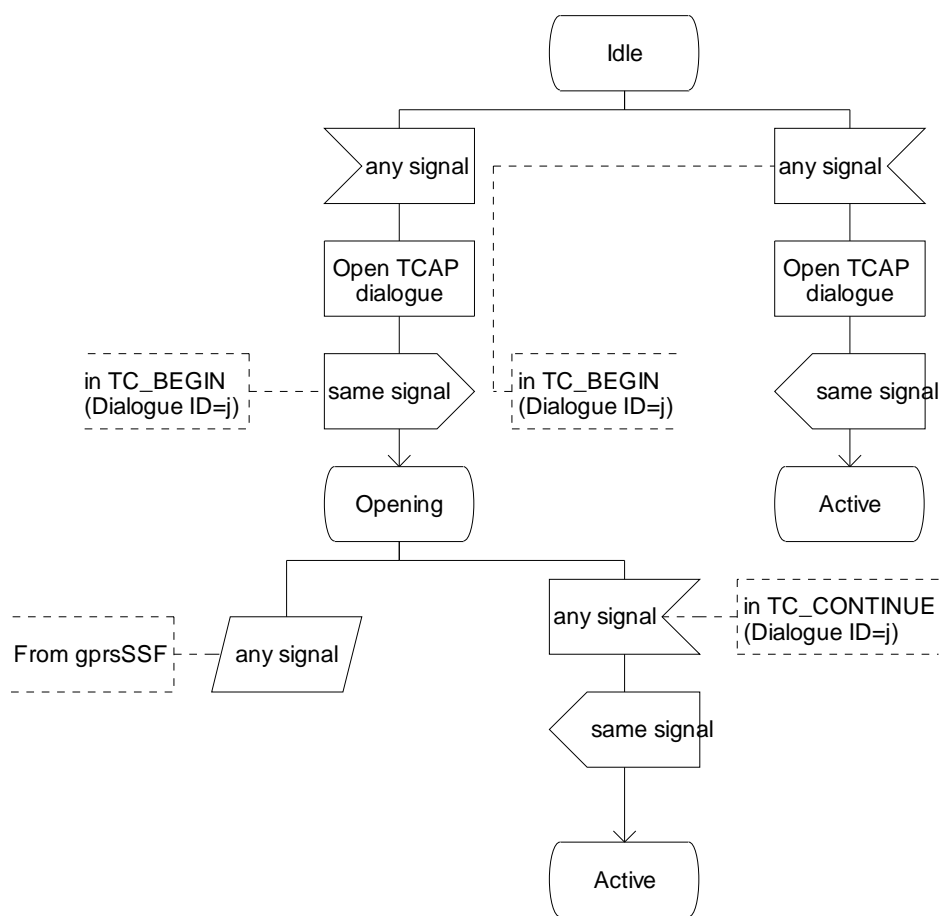 Idle
any signal
any signal
Open TCAP
dialogue
Open TCAP
dialogue
in TC_BEGIN
(Dialogue ID=j)
same signal
in TC_BEGIN
(Dialogue ID=j)
same signal
Opening
Active
any signal
in TC_CONTINUE
(Dialogue ID=j)
From gprsSSF
any signal
same signal
Active